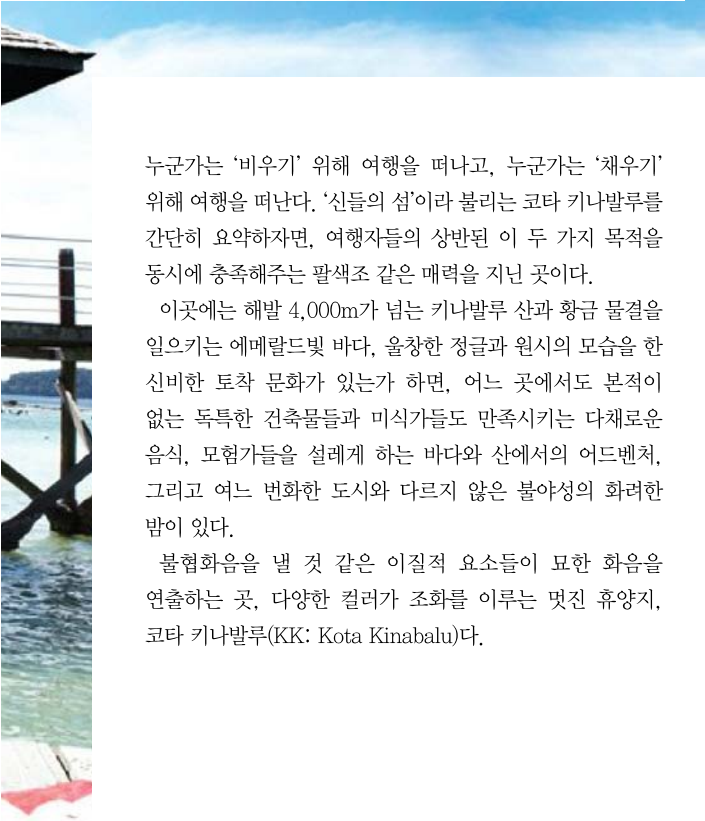 누군가는 ‘비우기’ 위해 여행을 떠나고, 누군가는 ‘채우기’
위해 여행을 떠난다. ‘신들의 섬’이라 불리는 코타 키나발루를
간단히 요약하자면, 여행자들의 상반된 이 두 가지 목적을
동시에 충족해주는 팔색조 같은 매력을 지닌 곳이다.
이곳에는 해발 4,000m가 넘는 키나발루 산과 황금 물결을
일으키는 에메랄드빛 바다, 울창한 정글과 원시의 모습을 한
신비한 토착 문화가 있는가 하면, 어느 곳에서도 본적이
없는 독특한 건축물들과 미식가들도 만족시키는 다채로운
음식, 모험가들을 설레게 하는 바다와 산에서의 어드벤처,
그리고 여느 번화한 도시와 다르지 않은 불야성의 화려한
밤이 있다.
불협화음을 낼 것 같은 이질적 요소들이 묘한 화음을
연출하는 곳, 다양한 컬러가 조화를 이루는 멋진 휴양지,
코타 키나발루(KK: Kota Kinabalu)다.